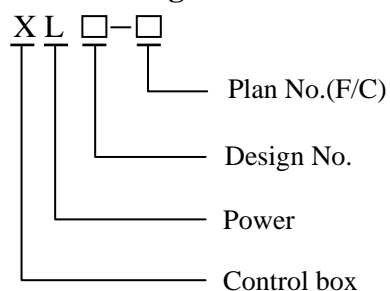 X L □-□
Plan No.(F/C)
Design No.
Power
Control box